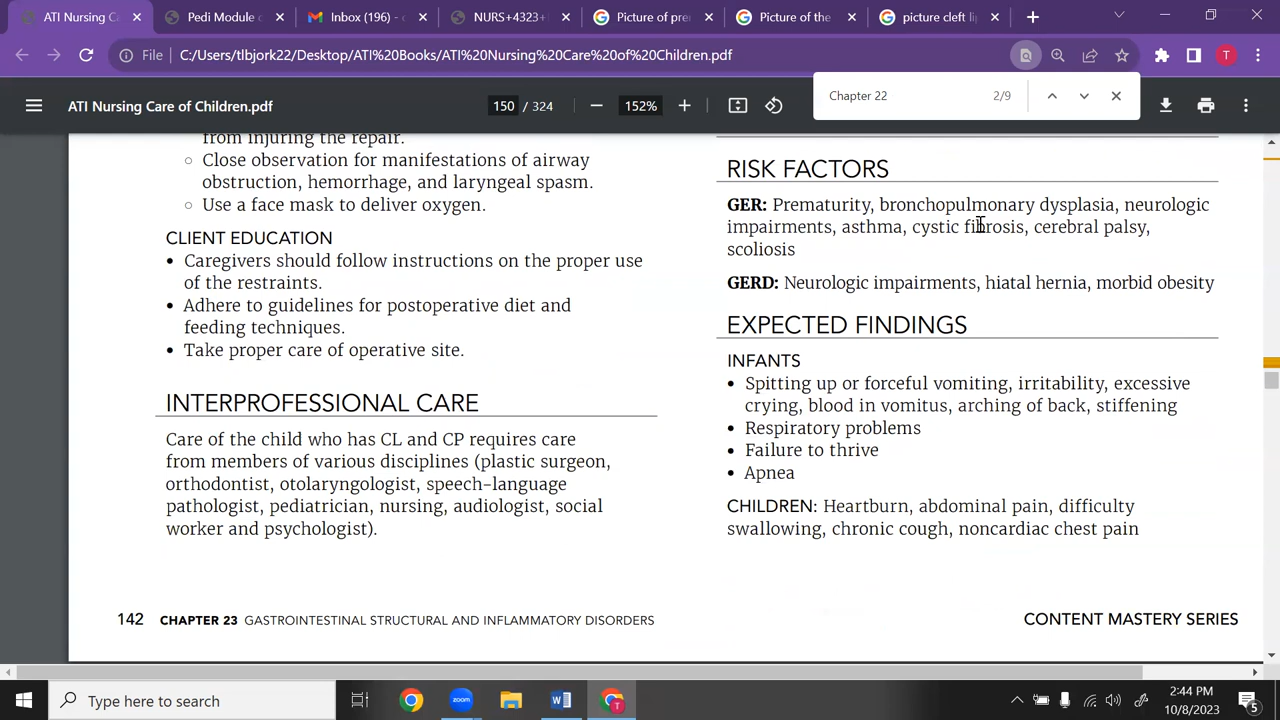 ATI Nursing Ca
Pedi Module
Inbox (196) -
NURS+4323+
Picture of pre
Picture of the
picture cleft li
File
C:/Users/tlbjork22/Desktop/ATI%20Books/ATI%20Nursing%20Care%20of%20Children.pdf
T
Chapter 22
2/9
ATI Nursing Care of Children.pdf
150 / 324
152%
from injuring the repair.
○ Close observation for manifestations of airway
obstruction, hemorrhage, and laryngeal spasm.
○ Use a face mask to deliver oxygen.
CLIENT EDUCATION
• Caregivers should follow instructions on the proper use
of the restraints.
• Adhere to guidelines for postoperative diet and
feeding techniques.
• Take proper care of operative site.
INTERPROFESSIONAL CARE
Care of the child who has CL and CP requires care
from members of various disciplines (plastic surgeon,
orthodontist, otolaryngologist, speech-language
pathologist, pediatrician, nursing, audiologist, social
worker and psychologist).
RISK FACTORS
GER: Prematurity, bronchopulmonary dysplasia, neurologic
impairments, asthma, cystic fibrosis, cerebral palsy,
scoliosis
GERD: Neurologic impairments, hiatal hernia, morbid obesity
EXPECTED FINDINGS
INFANTS
• Spitting up or forceful vomiting, irritability, excessive
crying, blood in vomitus, arching of back, stiffening
• Respiratory problems
• Failure to thrive
• Apnea
CHILDREN: Heartburn, abdominal pain, difficulty
swallowing, chronic cough, noncardiac chest pain
142 CHAPTER 23 GASTROINTESTINAL STRUCTURAL AND INFLAMMATORY DISORDERS
CONTENT MASTERY SERIES
Type here to search
zoom
T
2:44 PM
10/8/2023
5